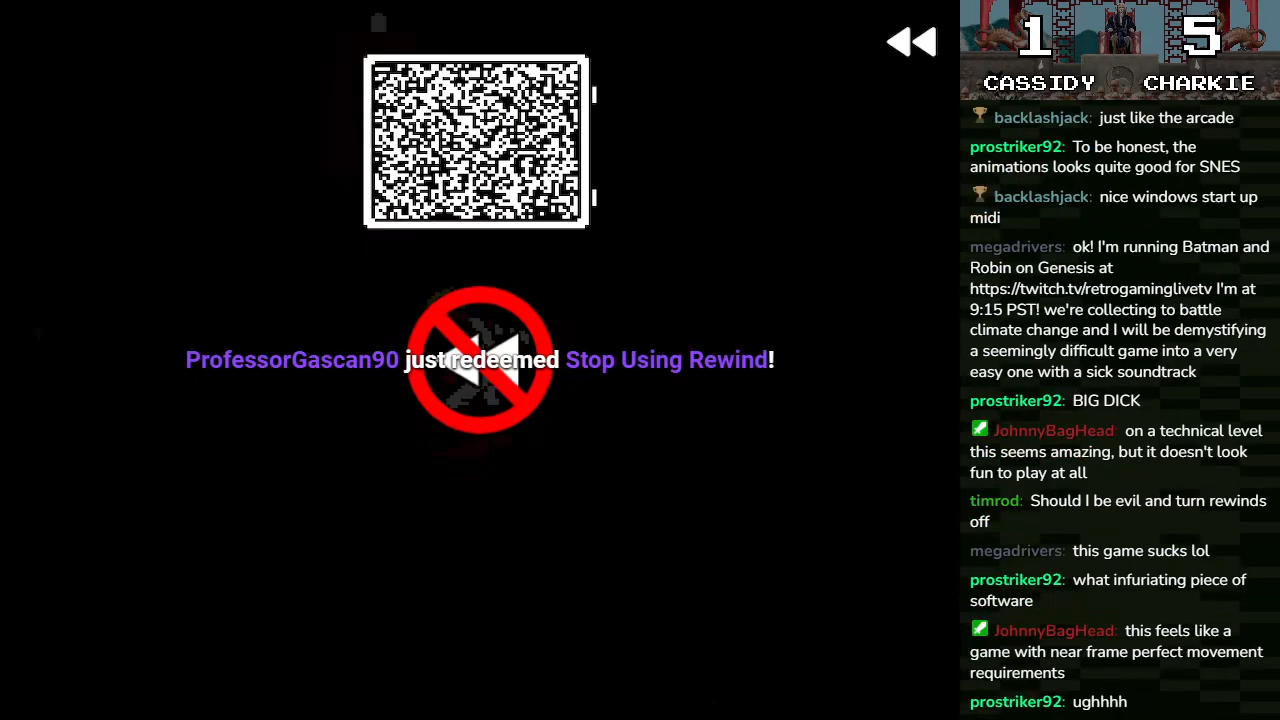 1 5
CASSIDY CHARKIE
backlashjack: just like the arcade
prostriker92: To be honest, the
animations looks quite good for SNES
backlashjack: nice windows start up
midi
megadrivers: ok! I'm running Batman and
Robin on Genesis at
https://twitch.tv/retrogaminglivetv I'm at
9:15 PST! we're collecting to battle
climate change and I will be demystifying
a seemingly difficult game into a very
easy one with a sick soundtrack
prostriker92: BIG DICK
JohnnyBagHead: on a technical level
this seems amazing, but it doesn't look
fun to play at all
timrod: Should I be evil and turn rewinds
off
megadrivers: this game sucks lol
prostriker92: what infuriating piece of
software
JohnnyBagHead: this feels like a
game with near frame perfect movement
requirements
prostriker92: ughhhh
ProfessorGascan90 just redeemed Stop Using Rewind!